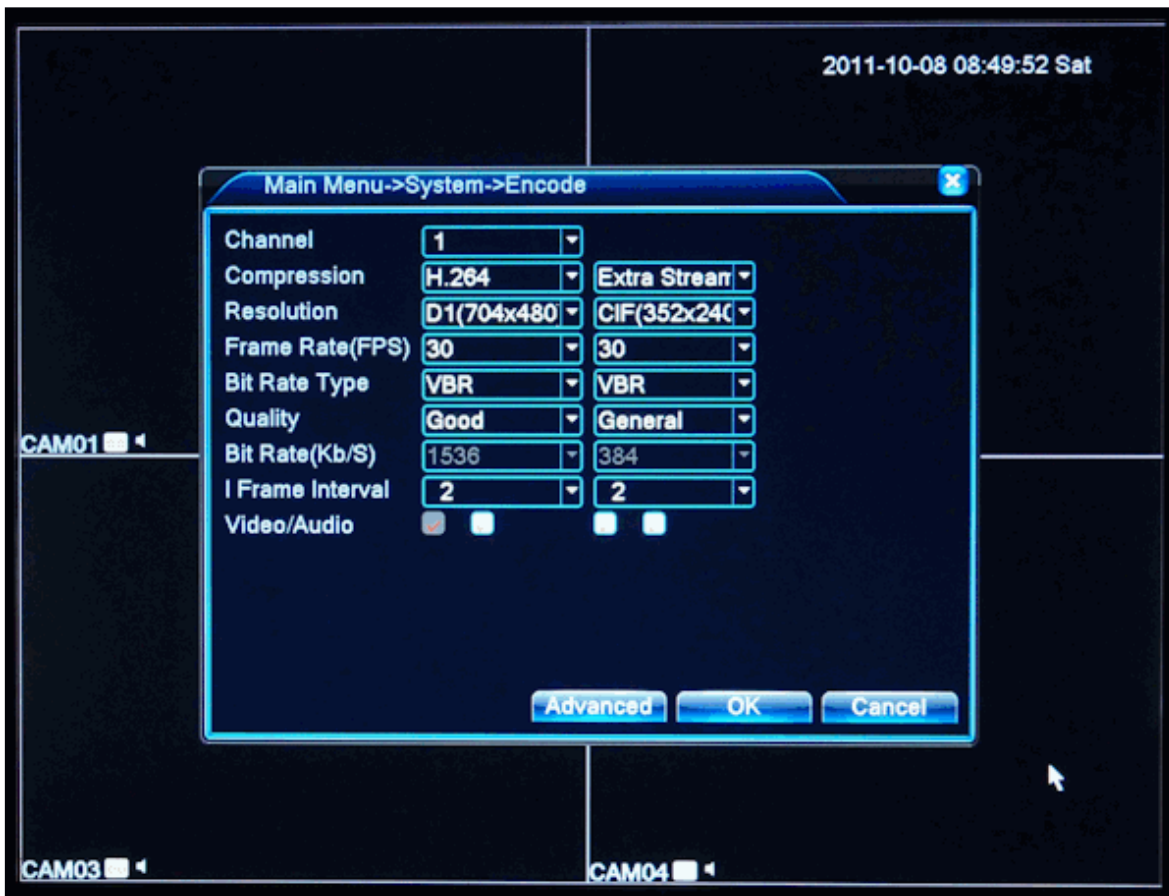 2011-10-08 08:49:52 Sat
Main Menu->System->Encode
Channel 1
Compression H.264 Extra Stream
Resolution D1(704x480) CIF(352x240
Frame Rate(FPS) 30 30
Bit Rate Type VBR VBR
Quality Good General
Bit Rate(Kb/S) 1536 384
I Frame Interval 2 2
Video/Audio
Advanced OK Cancel
CAM01
CAM03
CAM04